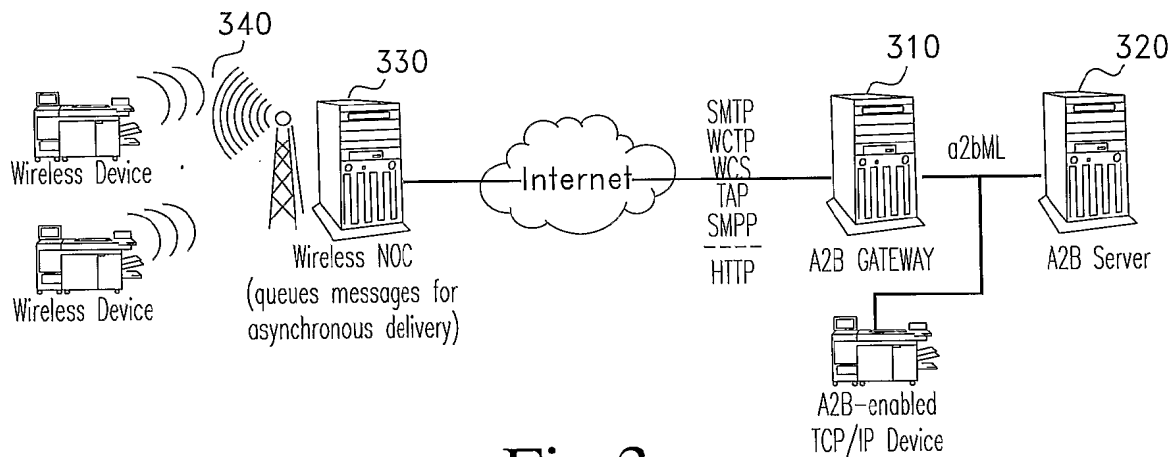 340
330
310
320
SMTP
WCTP
WCS
TAP
SMPP
HTTP
a2bML
Internet
Wireless Device
Wireless Device
Wireless NOC
(queues messages for
asynchronous delivery)
A2B GATEWAY
A2B Server
A2B-enabled
TCP/IP Device